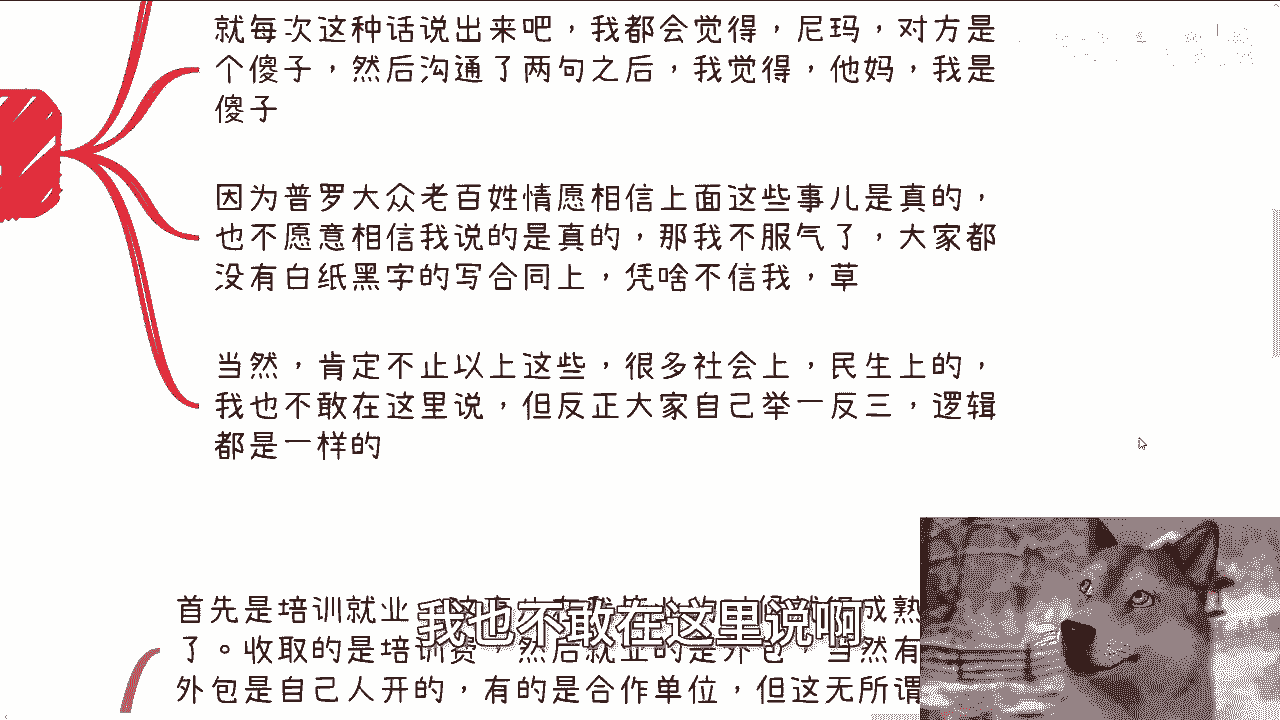 就每次这种话说出来吧，我都会觉得，尼玛，对方是
个傻子，然后沟通了两句之后，我觉得，他妈，我是
傻子
因为普罗大众老百姓情愿相信上面这些事儿是真的，
也不愿意相信我说的是真的，那我不服气了，大家都
没有白纸黑字的写合同上，凭啥不信我，草
当然，肯定不止以上这些，很多社会上，民生上的，
我也不敢在这里说，但反正大家自己举一反三，逻辑
都是一样的
首先是培训就业
成熟
我也不敢在这里说啊
了。收取的是培训费，然后就业的是外包，当然有
外包是自己人开的，有的是合作单位，但这无所谓